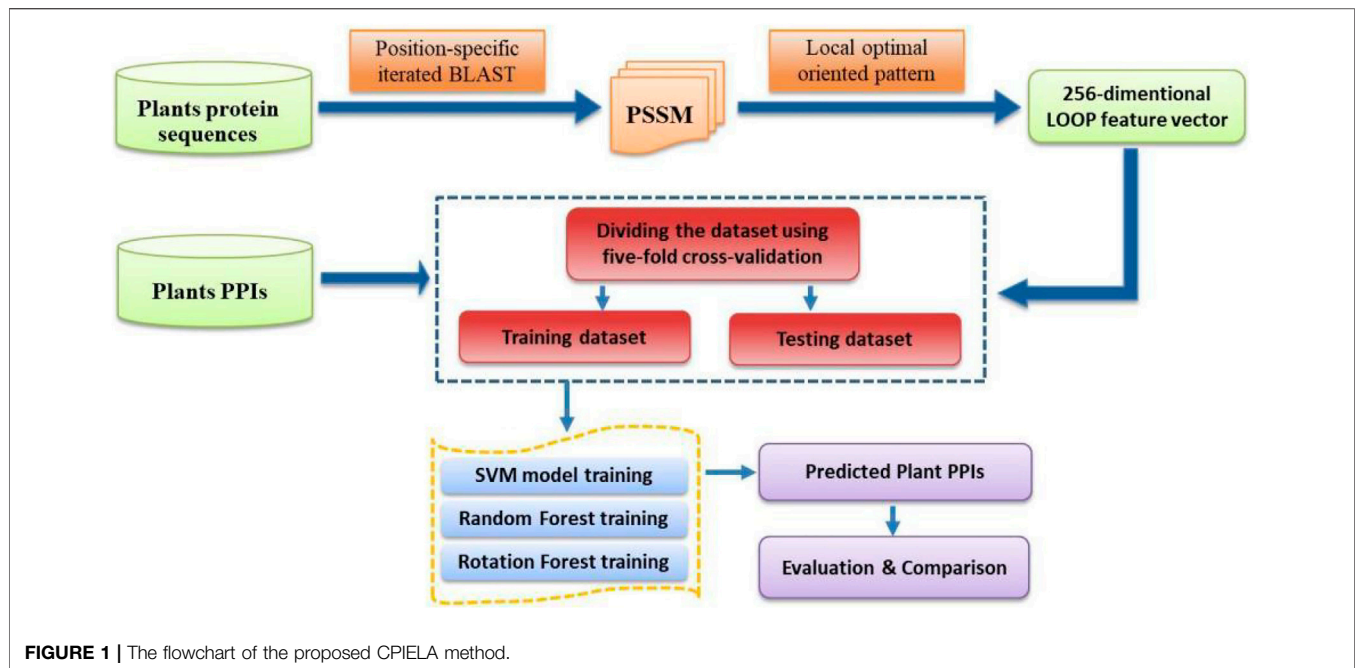 Position-specific
iterated BLAST
Local optimal
oriented pattern
Plants protein
sequences
PSSM
256-dimentional
LOOP feature vector
Dividing the dataset using
five-fold cross-validation
Plants PPIs
Training dataset
Testing dataset
SVM model training
Predicted Plant PPIs
Random Forest training
Rotation Forest training
Evaluation & Comparison
FIGURE 1 | The flowchart of the proposed CPIELA method.